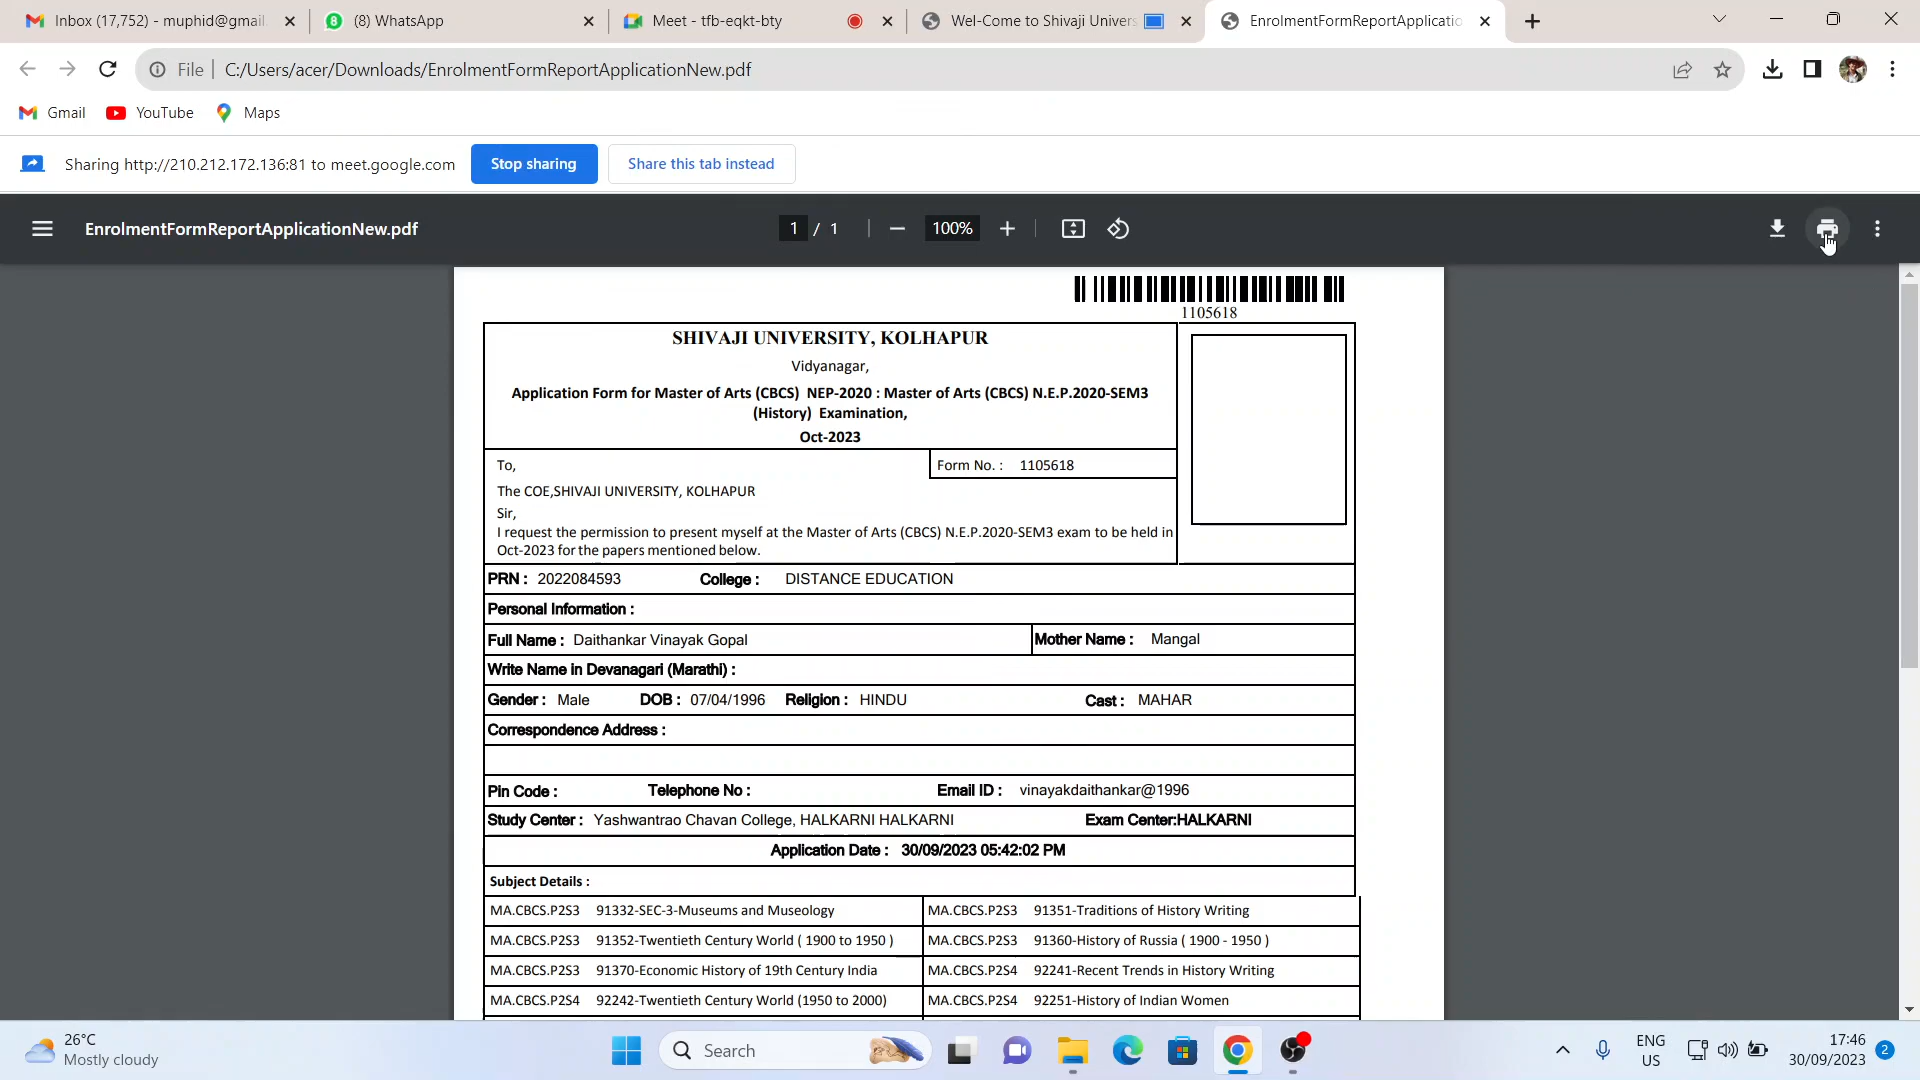 Inbox (17,752) - muphid@gmail.
(8) WhatsApp
Meet - tfb-eqkt-bty
Wel-Come to Shivaji Univers
EnrolmentFormReportApplicatio
File | C:/Users/acer/Downloads/EnrolmentFormReportApplicationNew.pdf
Gmail YouTube Maps
Sharing http://210.212.172.136:81 to meet.google.com Stop sharing Share this tab instead
EnrolmentFormReportApplicationNew.pdf 1 / 1 100%
1105618
SHIVAJI UNIVERSITY, KOLHAPUR
Vidyanagar,
Application Form for Master of Arts (CBCS) NEP-2020 : Master of Arts (CBCS) N.E.P.2020-SEM3
(History) Examination,
Oct-2023
To, Form No. : 1105618
The COE,SHIVAJI UNIVERSITY, KOLHAPUR
Sir,
I request the permission to present myself at the Master of Arts (CBCS) N.E.P.2020-SEM3 exam to be held in
Oct-2023 for the papers mentioned below.
PRN : 2022084593 College : DISTANCE EDUCATION
Personal Information :
Full Name : Daithankar Vinayak Gopal Mother Name : Mangal
Write Name in Devanagari (Marathi) :
Gender : Male DOB : 07/04/1996 Religion : HINDU Cast : MAHAR
Correspondence Address :
Pin Code : Telephone No : Email ID : vinayakdaithankar@1996
Study Center : Yashwantrao Chavan College, HALKARNI HALKARNI Exam Center:HALKARNI
Application Date : 30/09/2023 05:42:02 PM
Subject Details :
MA.CBCS.P2S3 91332-SEC-3-Museums and Museology MA.CBCS.P2S3 91351-Traditions of History Writing
MA.CBCS.P2S3 91352-Twentieth Century World ( 1900 to 1950 ) MA.CBCS.P2S3 91360-History of Russia ( 1900 - 1950 )
MA.CBCS.P2S3 91370-Economic History of 19th Century India MA.CBCS.P2S4 92241-Recent Trends in History Writing
MA.CBCS.P2S4 92242-Twentieth Century World (1950 to 2000) MA.CBCS.P2S4 92251-History of Indian Women
26°C
Mostly cloudy
Search
ENG
US
17:46
30/09/2023
2